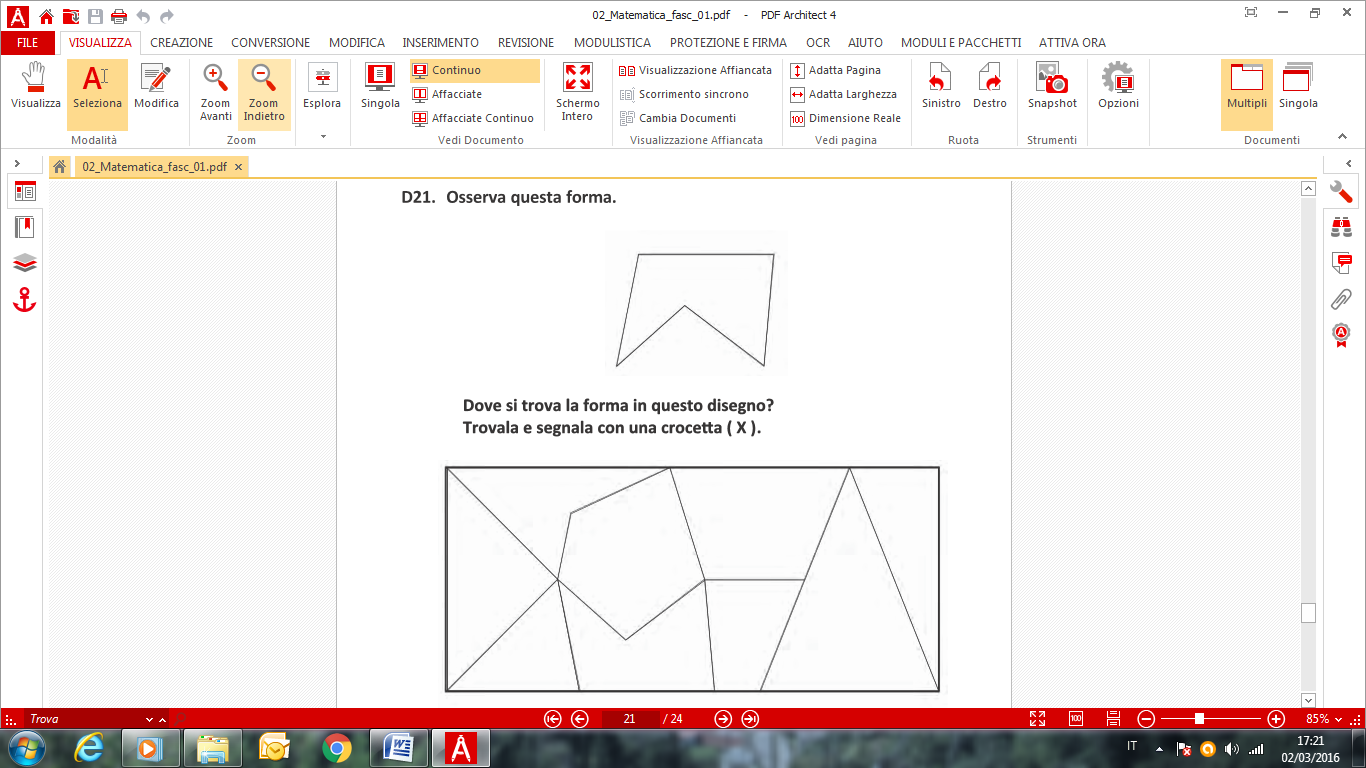 02_Matematica_fasc_01.pdf - PDF Architect 4
FILE VISUALIZZA CREAZIONE CONVERSIONE MODIFICA INSERIMENTO REVISIONE MODULISTICA PROTEZIONE E FIRMA OCR AIUTO MODULI E PACCHETTI ATTIVA ORA
Visualizza
Seleziona
Modifica
Modalità
Zoom
Avanti
Zoom
Indietro
Zoom
Esplora
Singola
Continuo
Affacciate
Affacciate Continuo
Vedi Documento
Schermo
Intero
Visualizzazione Affiancata
Scorrimento sincrono
Cambia Documenti
Visualizzazione Affiancata
Adatta Pagina
Adatta Larghezza
100 Dimensione Reale
Vedi pagina
Sinistro
Destro
Ruota
Snapshot
Strumenti
Opzioni
Multipli
Singola
Documenti
02_Matematica_fasc_01.pdf
D21. Osserva questa forma.
Dove si trova la forma in questo disegno?
Trovala e segnala con una crocetta ( X ).
Trova
21 / 24
100
85%
IT
17:21
02/03/2016